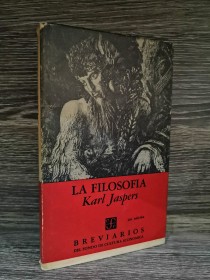 LA FILOSOFIA
Karl Jaspers
BREVIARIOS
DEL FONDO DE CULTURA ECONOMICA